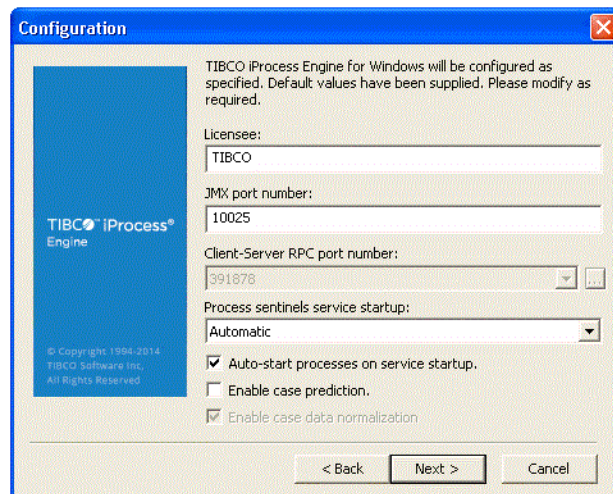 Configuration
TIBCO iProcess Engine for Windows will be configured as
specified. Default values have been supplied. Please modify as
required.
Licensee:
TIBCO
JMX port number:
10025
TIBCO™ iProcess®
Engine
Client-Server RPC port number:
391878
...
Process sentinels service startup:
Automatic
© Copyright 1994-2014
TIBCO Software Inc,
All Rights Reserved
Auto-start processes on service startup.
Enable case prediction.
Enable case data normalization
< Back
Next >
Cancel